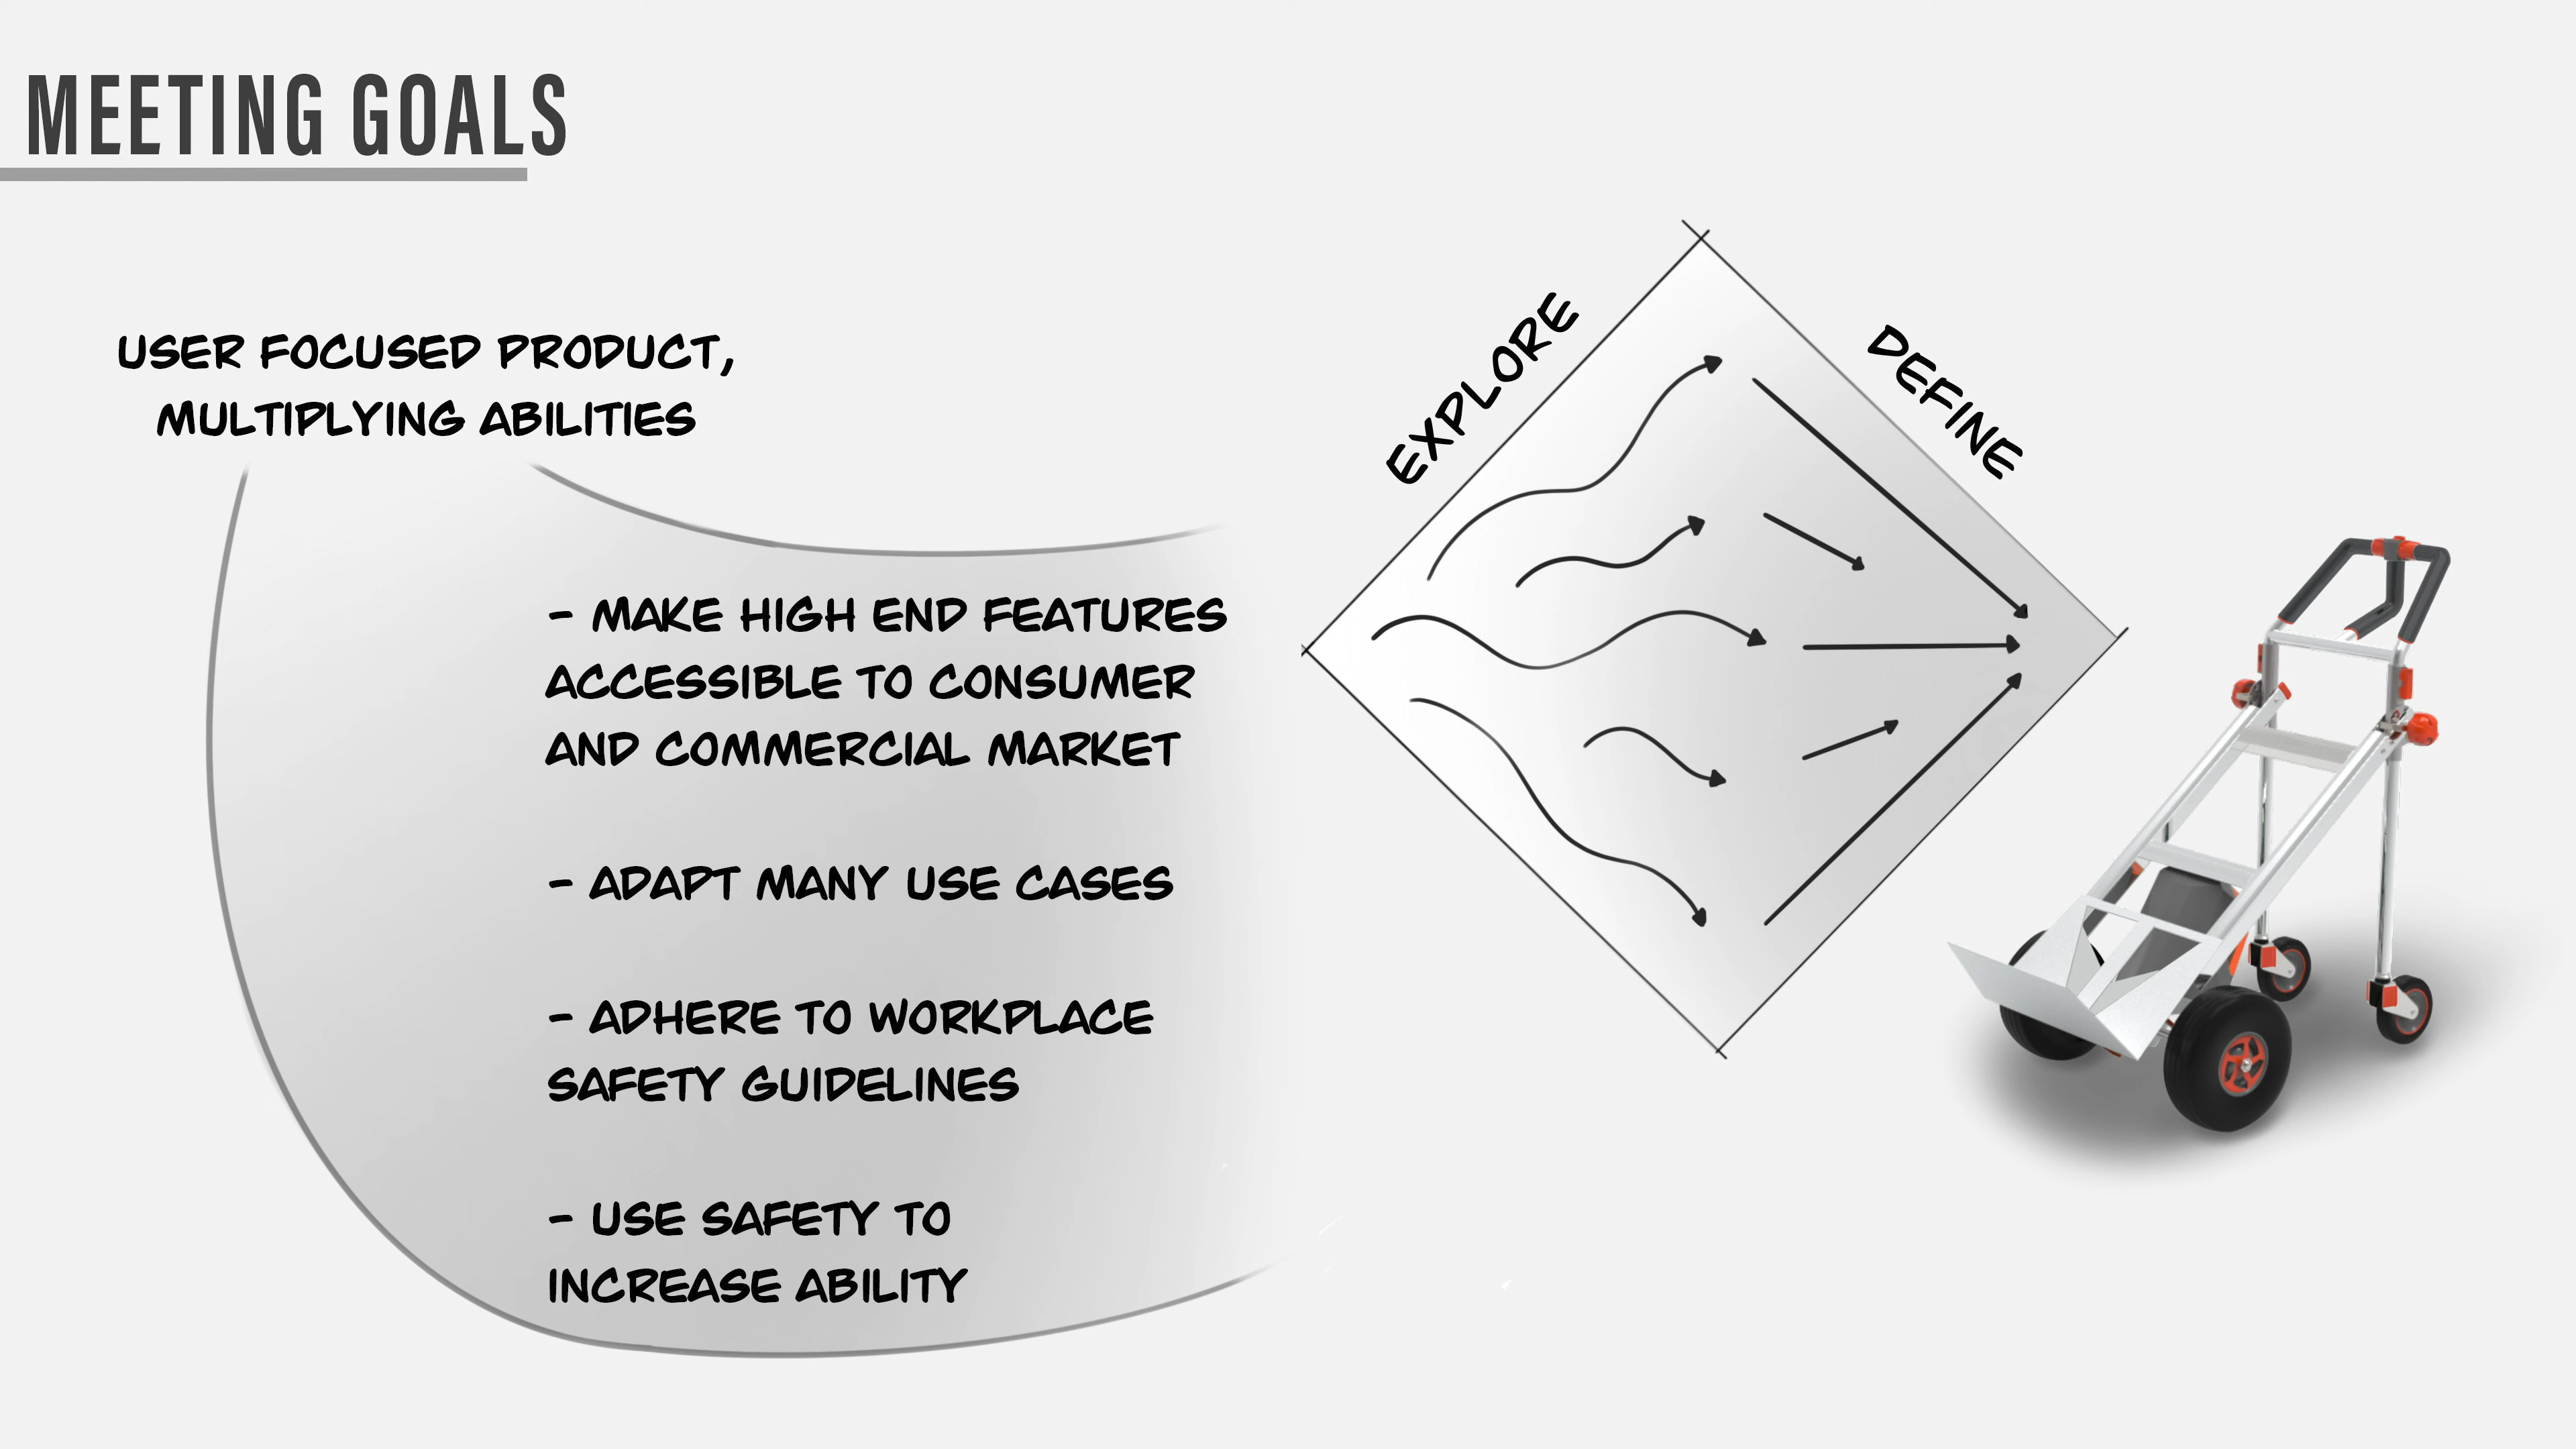 MEETING GOALS
USER FOCUSED PRODUCT,
MULTIPLYING ABILITIES
- MAKE HIGH END FEATURES
ACCESSIBLE TO CONSUMER
AND COMMERCIAL MARKET
- ADAPT MANY USE CASES
- ADHERE TO WORKPLACE
SAFETY GUIDELINES
- USE SAFETY TO
INCREASE ABILITY
EXPLORE
DEFINE